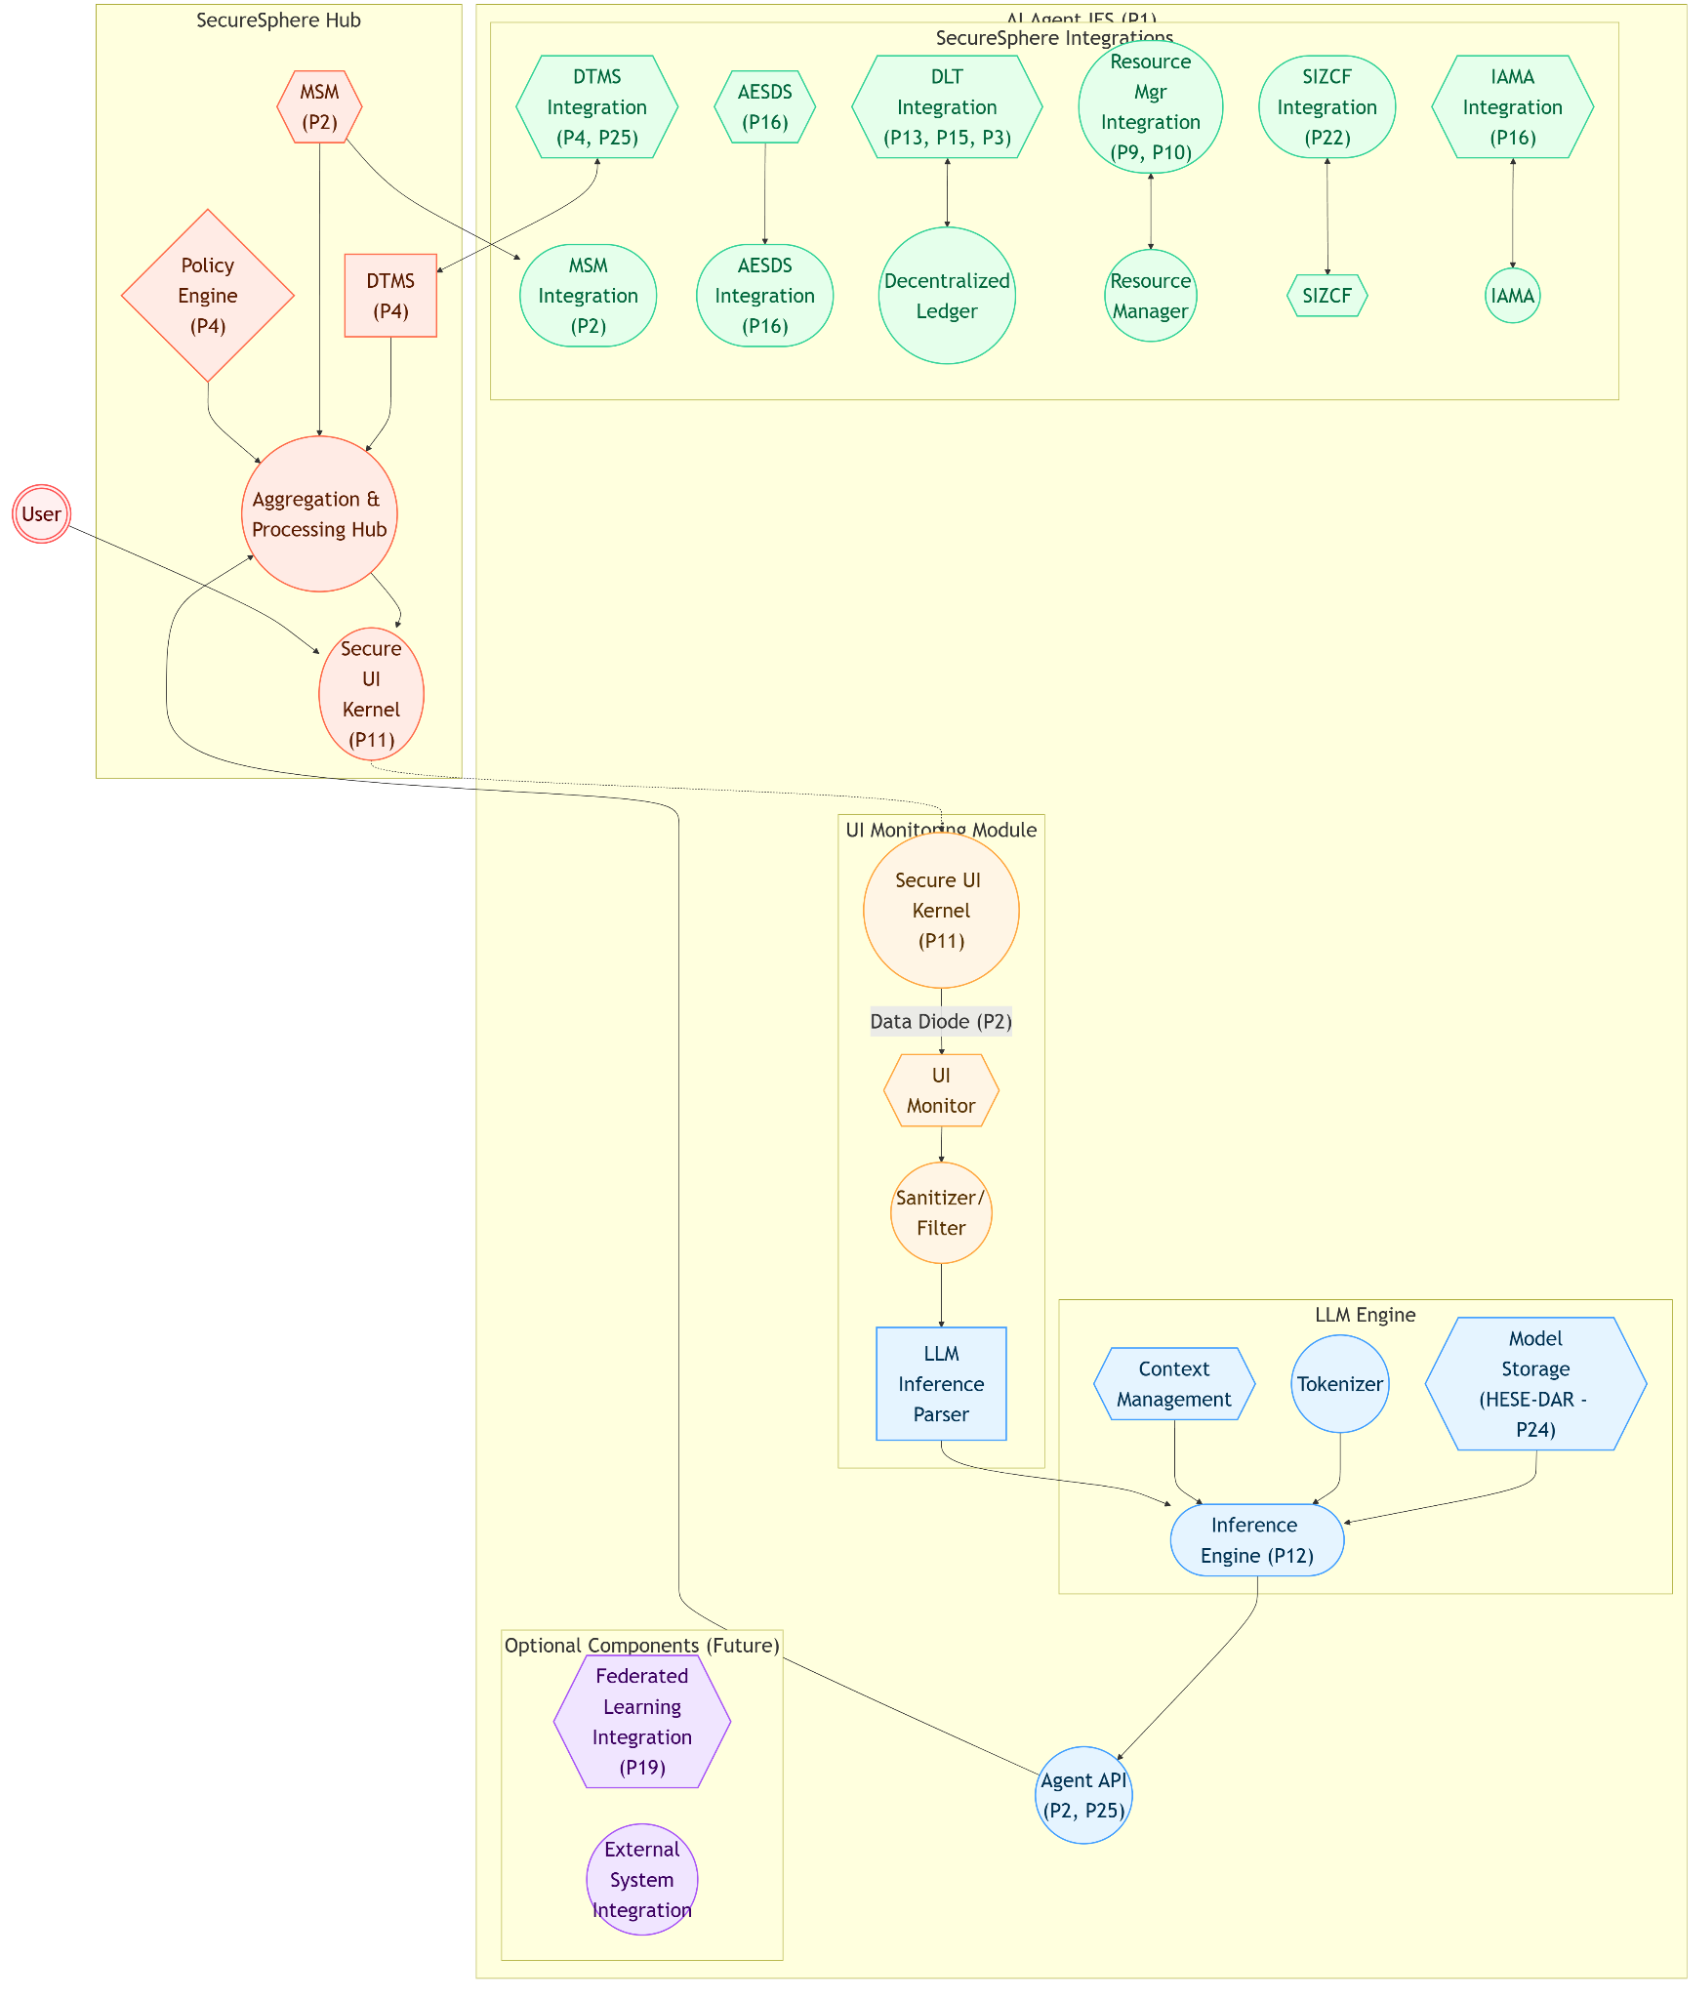 SecureSphere Hub
MSM
(P2)
Policy
Engine
(P4)
DTMS
(P4)
Aggregation &
Processing Hub
User
Secure
UI
Kernel
(P11)
AI Agent IES (P1)
SecureSphere Integrations
DTMS
Integration
(P4, P25)
AESDS
(P16)
DLT
Integration
(P13, P15, P3)
Resource
Mgr
Integration
(P9, P10)
SIZCF
Integration
(P22)
IAMA
Integration
(P16)
MSM
Integration
(P2)
AESDS
Integration
(P16)
Decentralized
Ledger
Resource
Manager
SIZCF
IAMA
UI Monitoring Module
Secure UI
Kernel
(P11)
Data Diode (P2)
UI
Monitor
Sanitizer/
Filter
LLM
Inference
Parser
LLM Engine
Context
Management
Tokenizer
Model
Storage
(HESE-DAR -
P24)
Inference
Engine (P12)
Optional Components (Future)
Federated
Learning
Integration
(P19)
External
System
Integration
Agent API
(P2, P25)